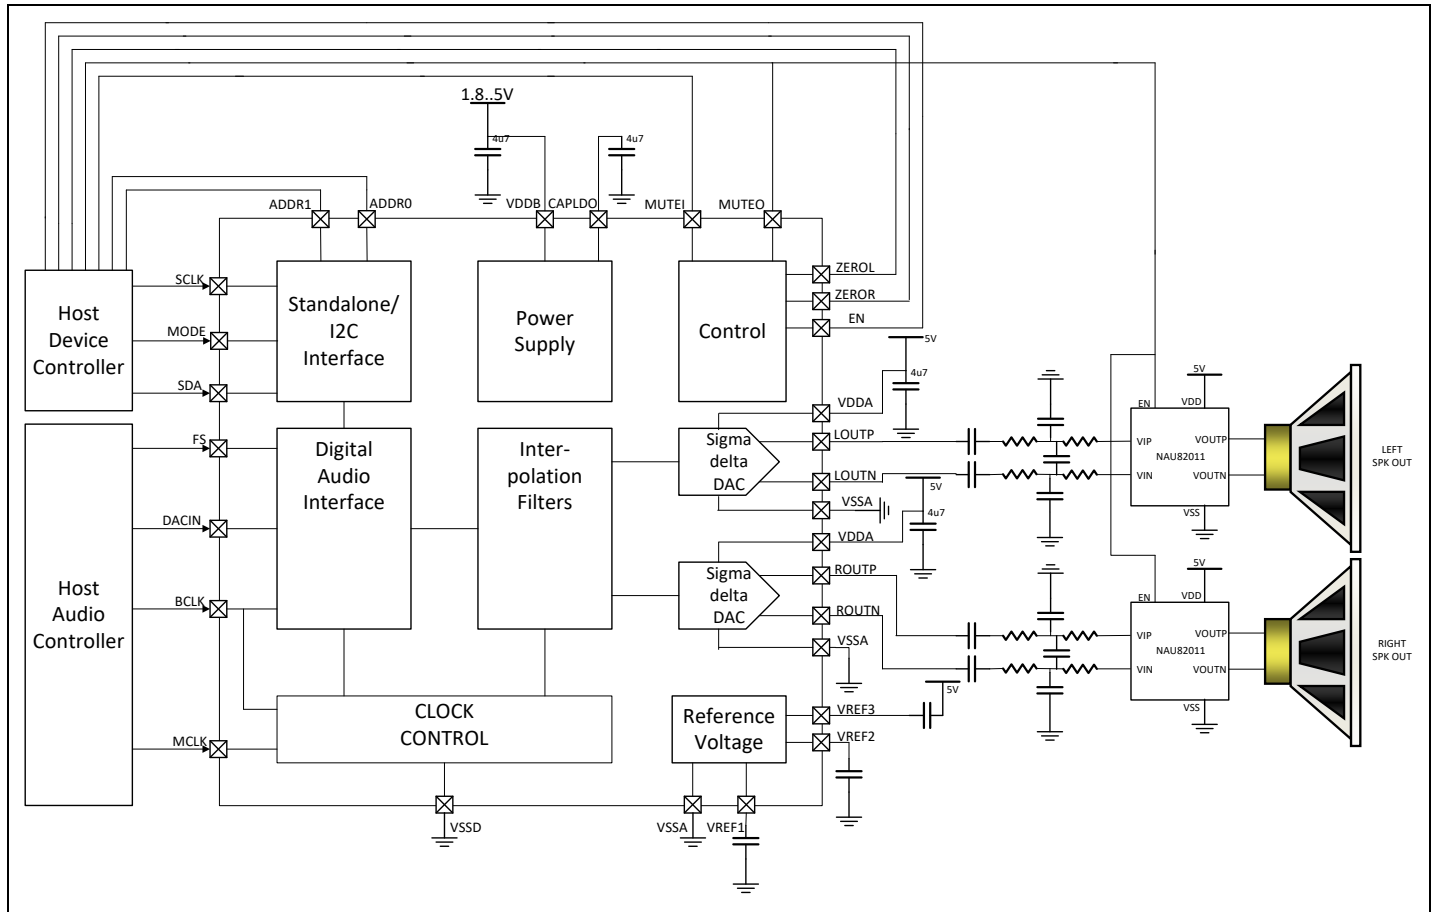 1.8..5V
4u7
4u7
ADDR1
ADDR0
VDDB
CAPLDO
MUTEI
MUTEO
SCLK
MODE
SDA
FS
DACIN
BCLK
MCLK
Host
Device
Controller
Host
Audio
Controller
Standalone/
I2C
Interface
Power
Supply
Control
ZEROL
ZEROR
EN
5V
4u7
VDDA
LOUTP
LOUTN
VSSA
5V
4u7
VDDA
ROUTP
ROUTN
VSSA
Digital
Audio
Interface
Inter-
polation
Filters
Sigma
delta
DAC
Sigma
delta
DAC
CLOCK
CONTROL
Reference
Voltage
VREF3
5V
VREF2
VSSD
VSSA
VREF1
5V
EN
VDD
VIP
VOUTP
NAU82011
VIN
VOUTN
VSS
LEFT
SPK OUT
5V
EN
VDD
VIP
VOUTP
NAU82011
VIN
VOUTN
VSS
RIGHT
SPK OUT